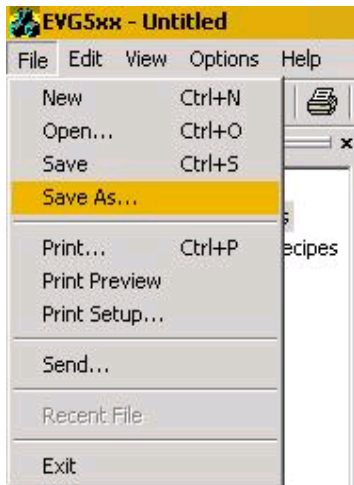 EVG5xx - Untitled
File Edit View Options Help
New Ctrl+N
Open... Ctrl+O
Save Ctrl+S
Save As...
Print... Ctrl+P
ecipes
Print Preview
Print Setup...
Send...
Recent File
Exit